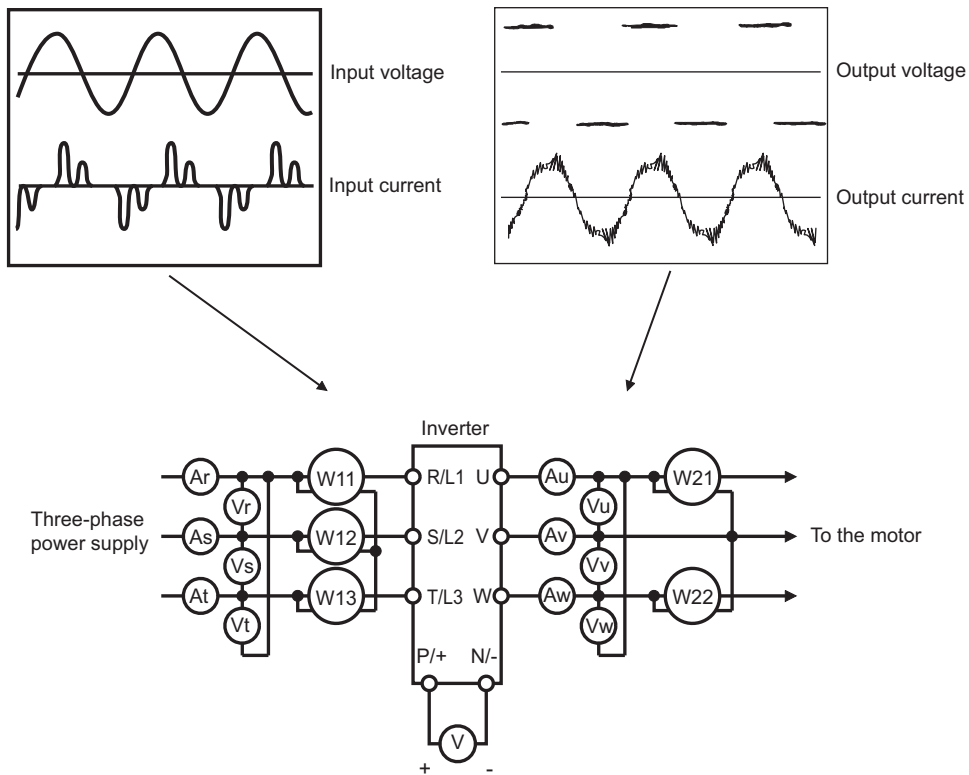 Input voltage
Input current
Output voltage
Output current
Inverter
Ar
Vr
W11
R/L1
U
Au
Vu
W21
Three-phase
power supply
As
Vs
W12
S/L2
V
Av
Vv
To the motor
At
Vt
W13
T/L3
W
Aw
Vw
W22
P/+
N/-
V
+
-